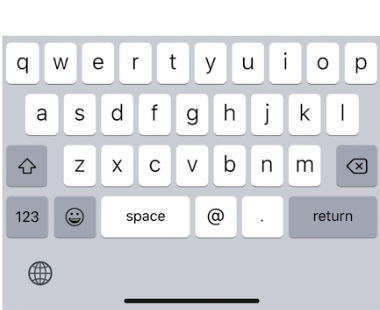 q w e r t y u i o p
a s d f g h j k l
z x c v b n m
123 space @ . return